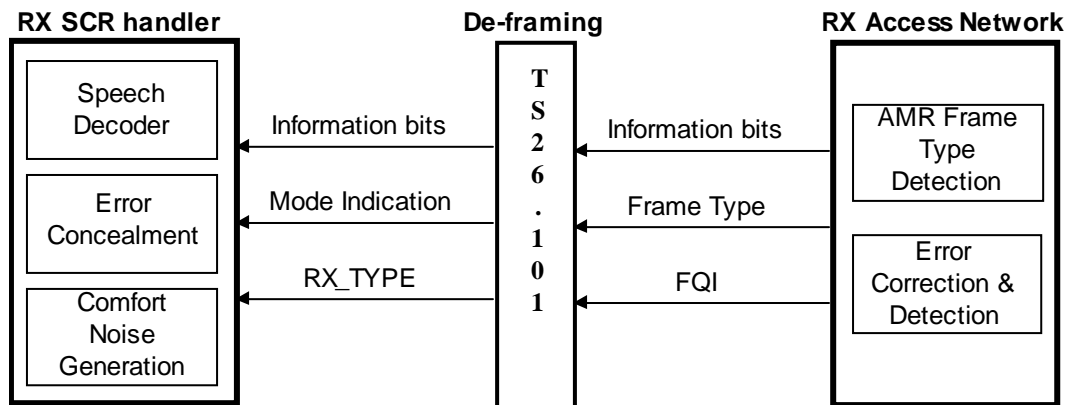 RX SCR handler
De-framing
RX Access Network
Speech
Decoder
Error
Concealment
Comfort
Noise
Generation
Information bits
Mode Indication
RX_TYPE
T
S
2
6
.
1
0
1
Information bits
Frame Type
FQI
AMR Frame
Type
Detection
Error
Correction &
Detection